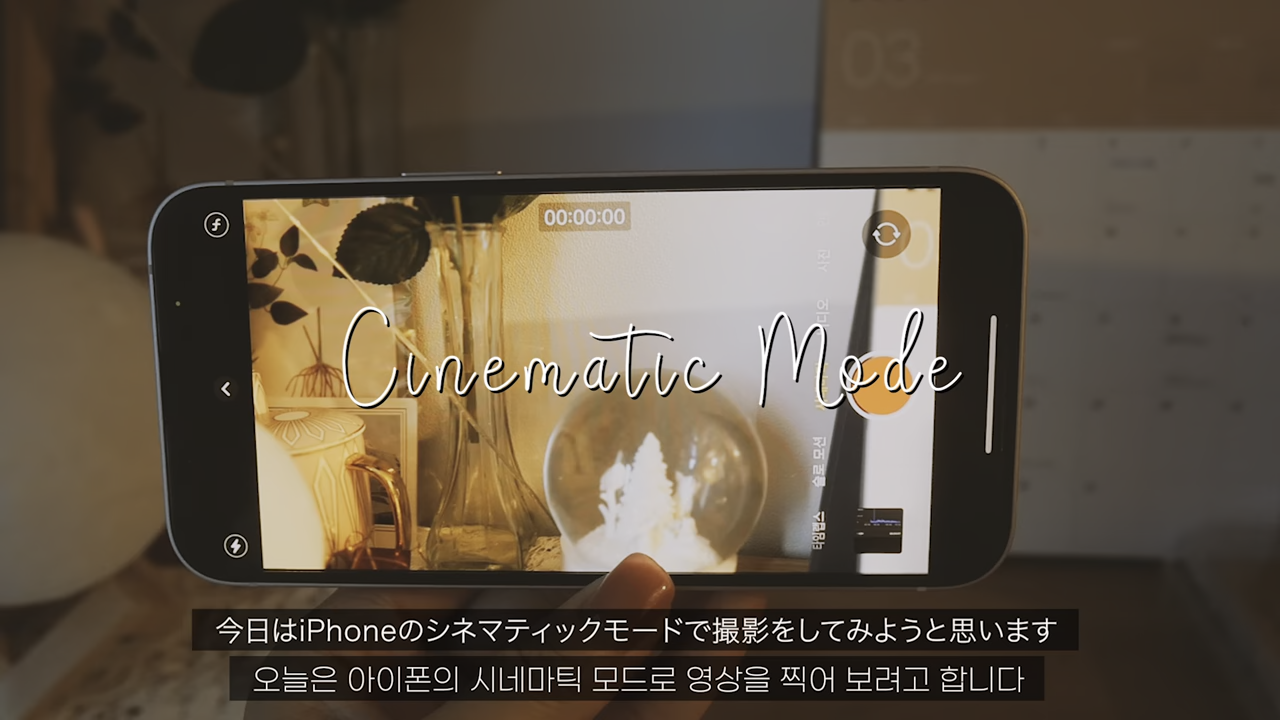 03
00:00:00
사진
Cinematic Mode
슬로 모션
타임랩스
今日はiPhoneのシネマティックモードで撮影をしてみようと思います
오늘은 아이폰의 시네마틱 모드로 영상을 찍어 보려고 합니다